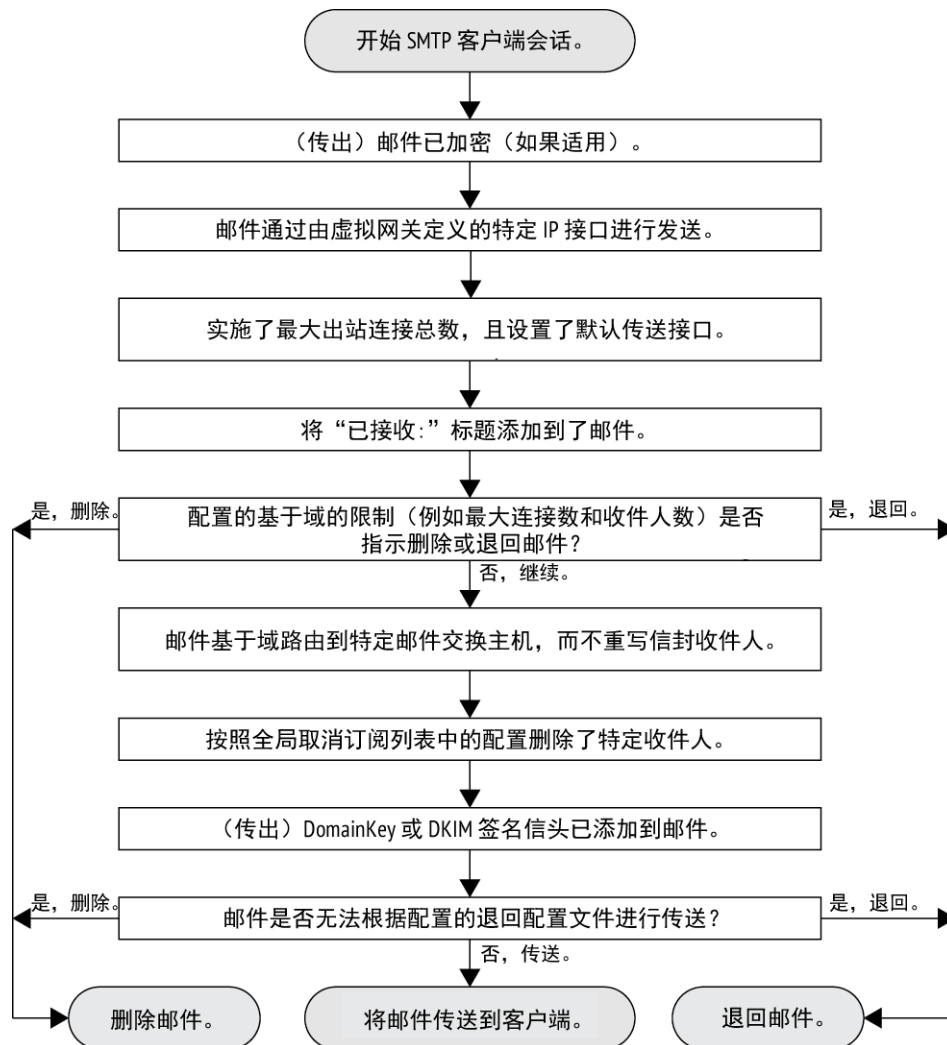 开始 SMTP 客户端会话。
（传出）邮件已加密（如果适用）。
邮件通过由虚拟网关定义的特定 IP 接口进行发送。
实施了最大出站连接总数，且设置了默认传送接口。
将“已接收：”标题添加到了邮件。
是，删除。
配置的基于域的限制（例如最大连接数和收件人数）是否
指示删除或退回邮件？
是，退回。
否，继续。
邮件基于域路由到特定邮件交换主机，而不重写信封收件人。
按照全局取消订阅列表中的配置删除了特定收件人。
（传出）DomainKey 或 DKIM 签名信头已添加到邮件。
是，删除。
邮件是否无法根据配置的退回配置文件进行传送？
是，退回。
否，传送。
删除邮件。
将邮件传送到客户端。
退回邮件。